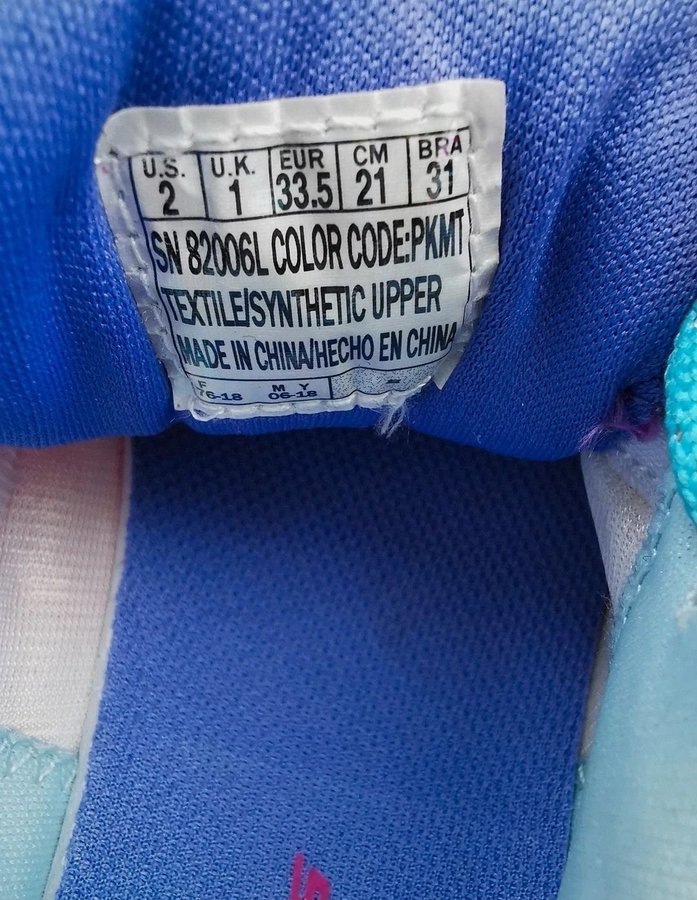 U.S. U.K. EUR CM BRA
2 1 33.5 21 31
SN 82006L COLOR CODE:PKMT
TEXTILE/SYNTHETIC UPPER
MADE IN CHINA/HECHO EN CHINA
F M Y
06-18